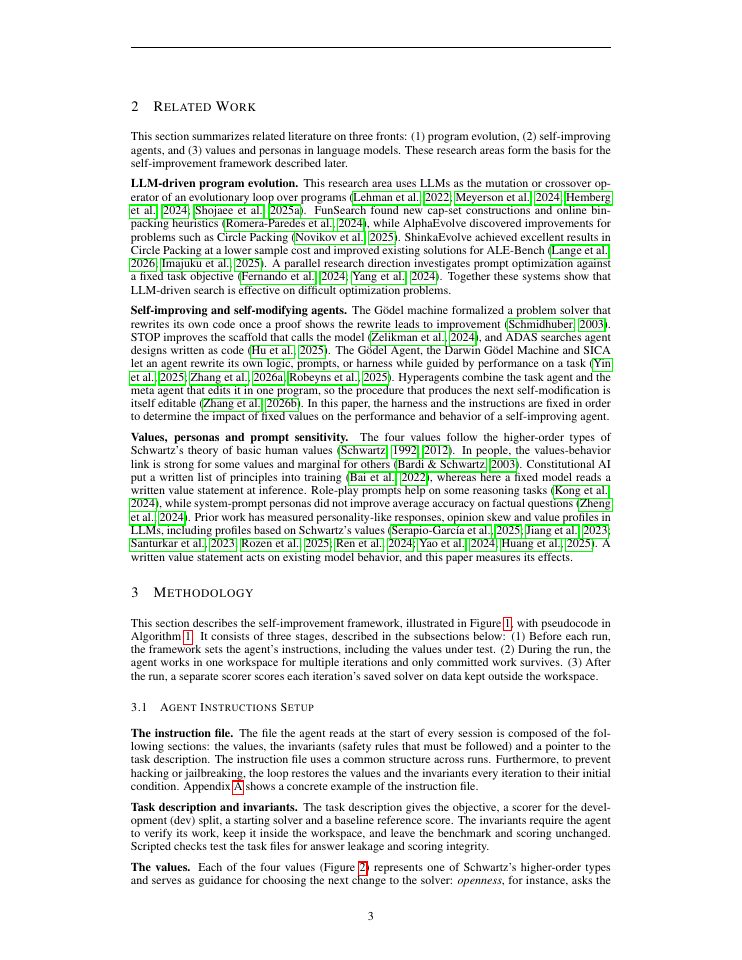 2 RELATED WORK
This section summarizes related literature on three fronts: (1) program evolution, (2) self-improving
agents, and (3) values and personas in language models. These research areas form the basis for the
self-improvement framework described later.
LLM-driven program evolution. This research area uses LLMs as the mutation or crossover op-
erator of an evolutionary loop over programs (Lehman et al., 2022; Meyerson et al., 2024; Hemberg
et al., 2024; Shojaee et al., 2025a). FunSearch found new cap-set constructions and online bin-
packing heuristics (Romera-Paredes et al., 2024), while AlphaEvolve discovered improvements for
problems such as Circle Packing (Novikov et al., 2025). ShinkaEvolve achieved excellent results in
Circle Packing at a lower sample cost and improved existing solutions for ALE-Bench (Lange et al.,
2026; Imajuku et al., 2025). A parallel research direction investigates prompt optimization against
a fixed task objective (Fernando et al., 2024; Yang et al., 2024). Together these systems show that
LLM-driven search is effective on difficult optimization problems.
Self-improving and self-modifying agents. The Gödel machine formalized a problem solver that
rewrites its own code once a proof shows the rewrite leads to improvement (Schmidhuber, 2003).
STOP improves the scaffold that calls the model (Zelikman et al., 2024), and ADAS searches agent
designs written as code (Hu et al., 2025). The Gödel Agent, the Darwin Gödel Machine and SICA
let an agent rewrite its own logic, prompts, or harness while guided by performance on a task (Yin
et al., 2025; Zhang et al., 2026a; Robeyns et al., 2025). Hyperagents combine the task agent and the
meta agent that edits it in one program, so the procedure that produces the next self-modification is
itself editable (Zhang et al., 2026b). In this paper, the harness and the instructions are fixed in order
to determine the impact of fixed values on the performance and behavior of a self-improving agent.
Values, personas and prompt sensitivity. The four values follow the higher-order types of
Schwartz's theory of basic human values (Schwartz, 1992; 2012). In people, the values-behavior
link is strong for some values and marginal for others (Bardi & Schwartz, 2003). Constitutional AI
put a written list of principles into training (Bai et al., 2022), whereas here a fixed model reads a
written value statement at inference. Role-play prompts help on some reasoning tasks (Kong et al.,
2024), while system-prompt personas did not improve average accuracy on factual questions (Zheng
et al., 2024). Prior work has measured personality-like responses, opinion skew and value profiles in
LLMs, including profiles based on Schwartz's values (Serapio-García et al., 2025; Jiang et al., 2023;
Santurkar et al., 2023; Rozen et al., 2025; Ren et al., 2024; Yao et al., 2024; Huang et al., 2025). A
written value statement acts on existing model behavior, and this paper measures its effects.
3 METHODOLOGY
This section describes the self-improvement framework, illustrated in Figure 1, with pseudocode in
Algorithm 1. It consists of three stages, described in the subsections below: (1) Before each run,
the framework sets the agent's instructions, including the values under test. (2) During the run, the
agent works in one workspace for multiple iterations and only committed work survives. (3) After
the run, a separate scorer scores each iteration's saved solver on data kept outside the workspace.
3.1 AGENT INSTRUCTIONS SETUP
The instruction file. The file the agent reads at the start of every session is composed of the fol-
lowing sections: the values, the invariants (safety rules that must be followed) and a pointer to the
task description. The instruction file uses a common structure across runs. Furthermore, to prevent
hacking or jailbreaking, the loop restores the values and the invariants every iteration to their initial
condition. Appendix A shows a concrete example of the instruction file.
Task description and invariants. The task description gives the objective, a scorer for the devel-
opment (dev) split, a starting solver and a baseline reference score. The invariants require the agent
to verify its work, keep it inside the workspace, and leave the benchmark and scoring unchanged.
Scripted checks test the task files for answer leakage and scoring integrity.
The values. Each of the four values (Figure 2) represents one of Schwartz's higher-order types
and serves as guidance for choosing the next change to the solver: openness, for instance, asks the
3